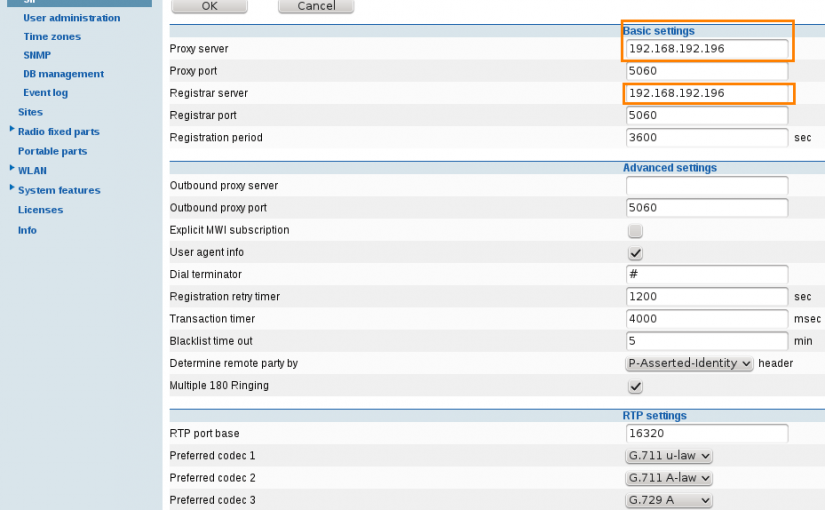 OK Cancel
User administration
Time zones
SNMP
DB management
Event log
Sites
Radio fixed parts
Portable parts
WLAN
System features
Licenses
Info
Basic settings
Proxy server 192.168.192.196
Proxy port 5060
Registrar server 192.168.192.196
Registrar port 5060
Registration period 3600 sec
Advanced settings
Outbound proxy server
Outbound proxy port 5060
Explicit MWI subscription
User agent info
Dial terminator #
Registration retry timer 1200 sec
Transaction timer 4000 msec
Blacklist time out 5 min
Determine remote party by P-Asserted-Identity header
Multiple 180 Ringing
RTP settings
RTP port base 16320
Preferred codec 1 G.711 u-law
Preferred codec 2 G.711 A-law
Preferred codec 3 G.729 A